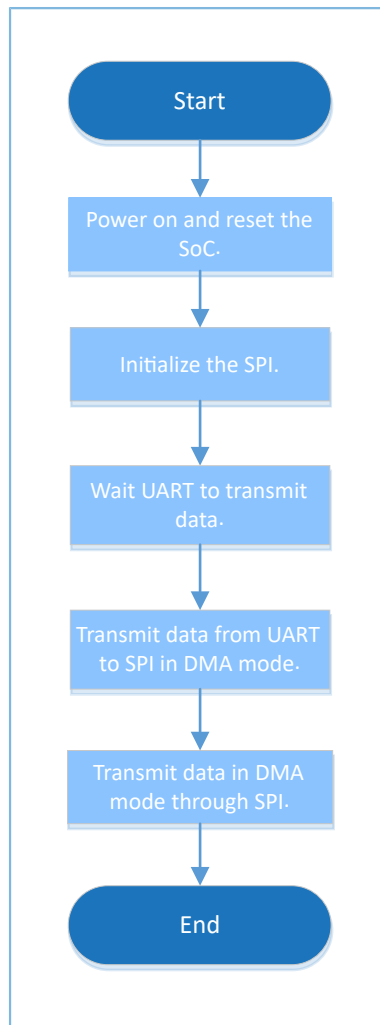 Start
Power on and reset the
SoC.
Initialize the SPI.
Wait UART to transmit
data.
Transmit data from UART
to SPI in DMA mode.
Transmit data in DMA
mode through SPI.
End